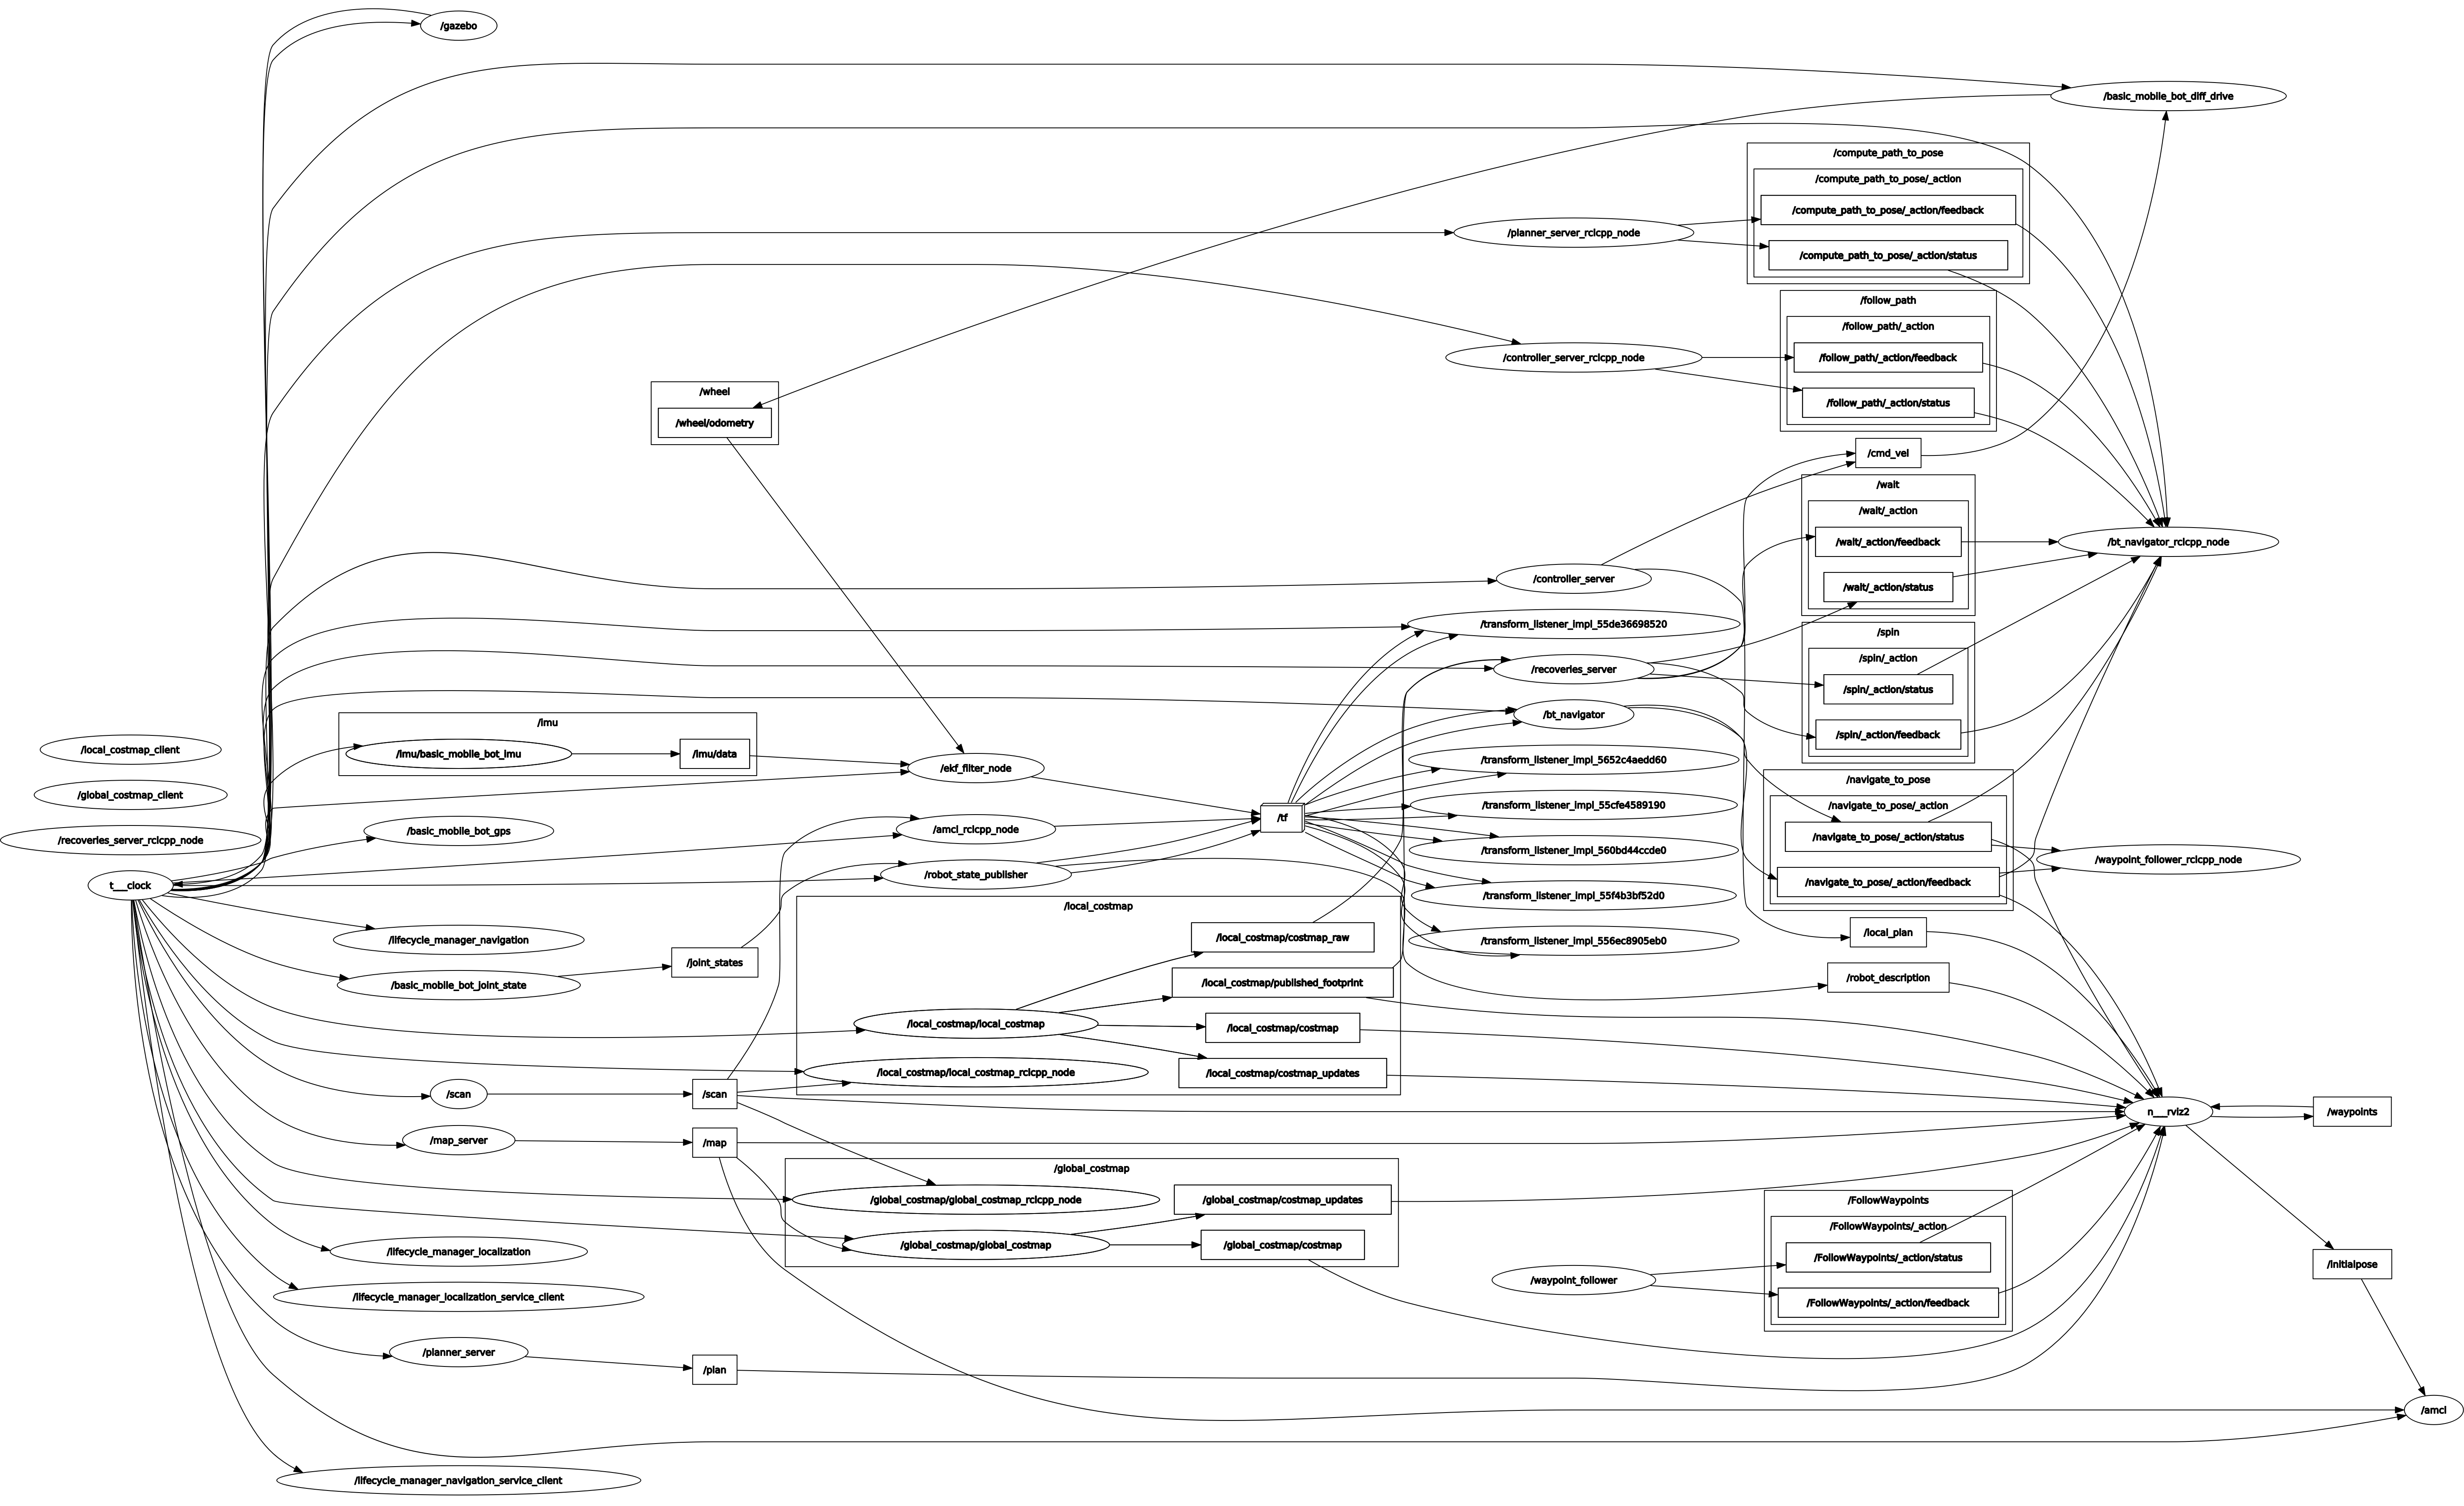 /gazebo
/basic_mobile_bot_diff_drive
/compute_path_to_pose
/compute_path_to_pose/_action
/compute_path_to_pose/_action/feedback
/planner_server_rclcpp_node
/compute_path_to_pose/_action/status
/follow_path
/follow_path/_action
/controller_server_rclcpp_node
/follow_path/_action/feedback
/wheel
/follow_path/_action/status
/wheel/odometry
/cmd_vel
/wait
/wait/_action
/wait/_action/feedback
/bt_navigator_rclcpp_node
/controller_server
/wait/_action/status
/transform_listener_impl_55de36698520
/spin
/spin/_action
/recoveries_server
/spin/_action/status
/bt_navigator
/imu
/spin/_action/feedback
/local_costmap_client
/imu/basic_mobile_bot_imu
/imu/data
/ekf_filter_node
/transform_listener_impl_5652c4aedd60
/navigate_to_pose
/global_costmap_client
/transform_listener_impl_55cfe4589190
/navigate_to_pose/_action
/tf
/recoveries_server_rclcpp_node
/basic_mobile_bot_gps
/amcl_rclcpp_node
/navigate_to_pose/_action/status
/transform_listener_impl_560bd44ccde0
/waypoint_follower_rclcpp_node
t___clock
/robot_state_publisher
/navigate_to_pose/_action/feedback
/transform_listener_impl_55f4b3bf52d0
/local_costmap
/lifecycle_manager_navigation
/local_costmap/costmap_raw
/transform_listener_impl_556ec8905eb0
/local_plan
/joint_states
/basic_mobile_bot_joint_state
/local_costmap/published_footprint
/robot_description
/local_costmap/local_costmap
/local_costmap/costmap
/local_costmap/local_costmap_rclcpp_node
/local_costmap/costmap_updates
/scan
/scan
n___rviz2
/waypoints
/map_server
/map
/global_costmap
/global_costmap/global_costmap_rclcpp_node
/global_costmap/costmap_updates
/FollowWaypoints
/FollowWaypoints/_action
/lifecycle_manager_localization
/global_costmap/global_costmap
/global_costmap/costmap
/FollowWaypoints/_action/status
/initialpose
/waypoint_follower
/lifecycle_manager_localization_service_client
/FollowWaypoints/_action/feedback
/planner_server
/plan
/amcl
/lifecycle_manager_navigation_service_client